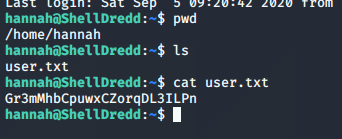 Last login: Sat Sep  5 09:20:42 2020 from
hannah@ShellDredd:~$ pwd
/home/hannah
hannah@ShellDredd:~$ ls
user.txt
hannah@ShellDredd:~$ cat user.txt
Gr3mMhbCpuwxCZorqDL3ILPn
hannah@ShellDredd:~$